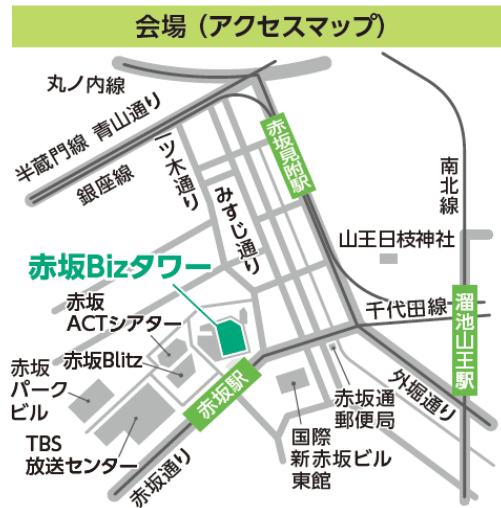 会場（アクセスマップ）
丸ノ内線
半蔵門線 青山通り
銀座線
一ツ木通り
みすじ通り
赤坂見附駅
南北線
山王日枝神社
赤坂Bizタワー
千代田線
溜池山王駅
赤坂
ACTシアター
赤坂Blitz
赤坂
パーク
ビル
赤坂駅
TBS
放送センター
赤坂通り
国際
新赤坂ビル
東館
赤坂通
郵便局
外堀通り